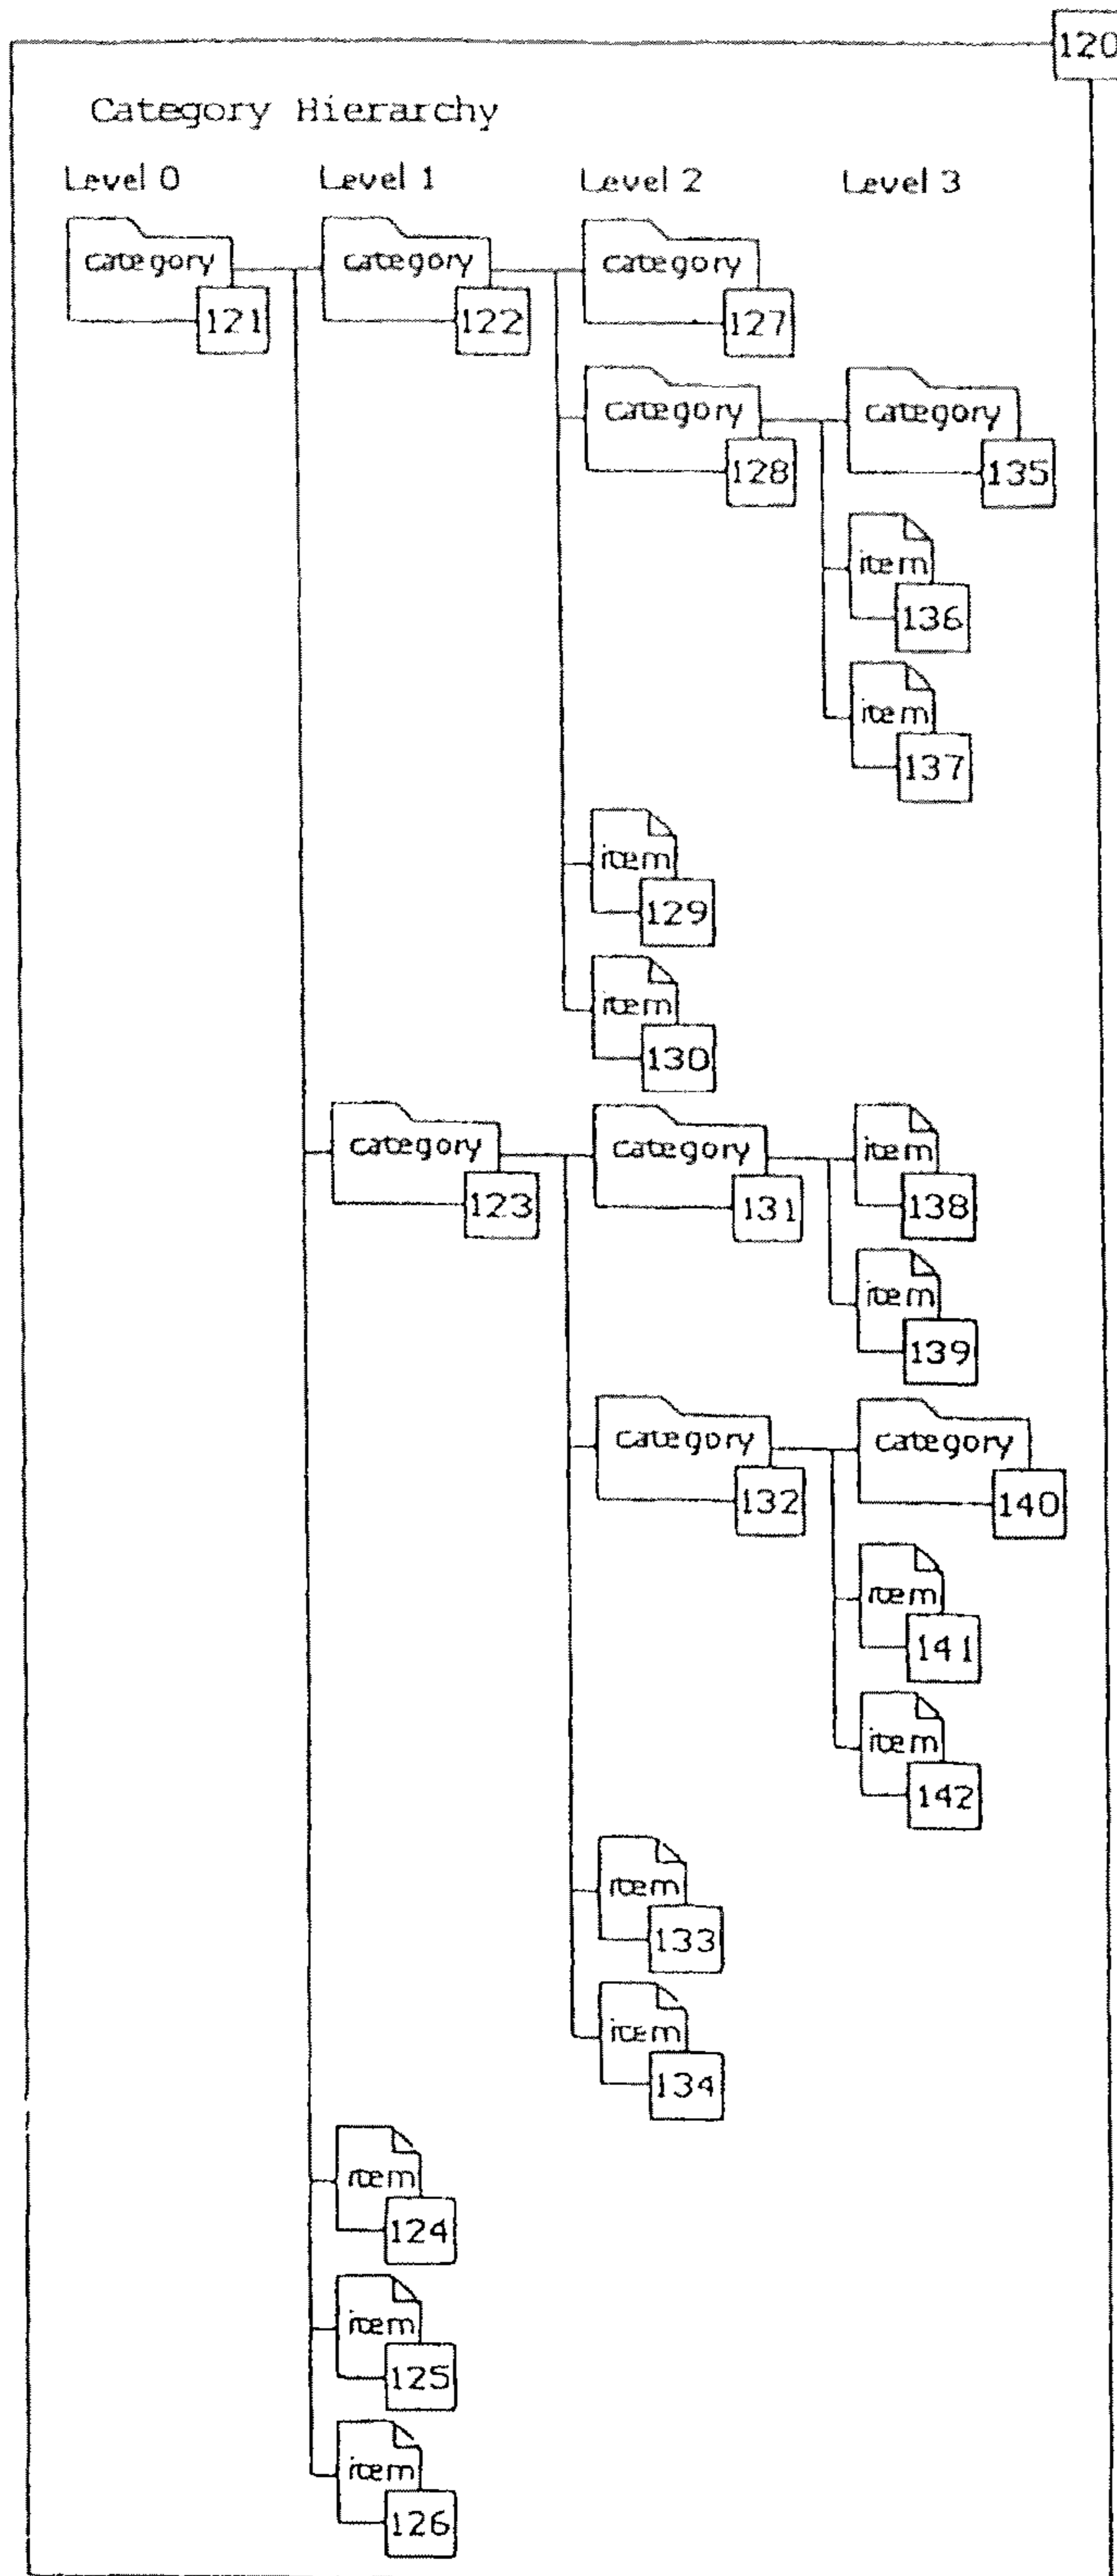 120
Category Hierarchy
Level 0 Level 1 Level 2 Level 3
category category category
121 122 127
category category
128 135
item
136
item
137
item
129
item
130
category category item
123 131 138
item
139
category category
132 140
item
141
item
142
item
133
item
134
item
124
item
125
item
126